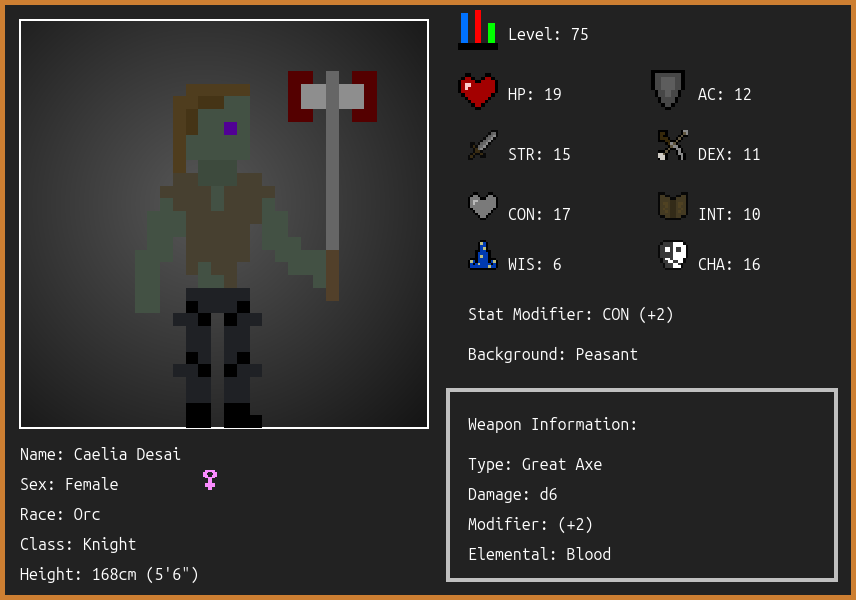 Level: 75
HP: 19
AC: 12
STR: 15
DEX: 11
CON: 17
INT: 10
WIS: 6
CHA: 16
Stat Modifier: CON (+2)
Background: Peasant
Weapon Information:
Type: Great Axe
Damage: d6
Modifier: (+2)
Elemental: Blood
Name: Caelia Desai
Sex: Female
Race: Orc
Class: Knight
Height: 168cm (5'6")